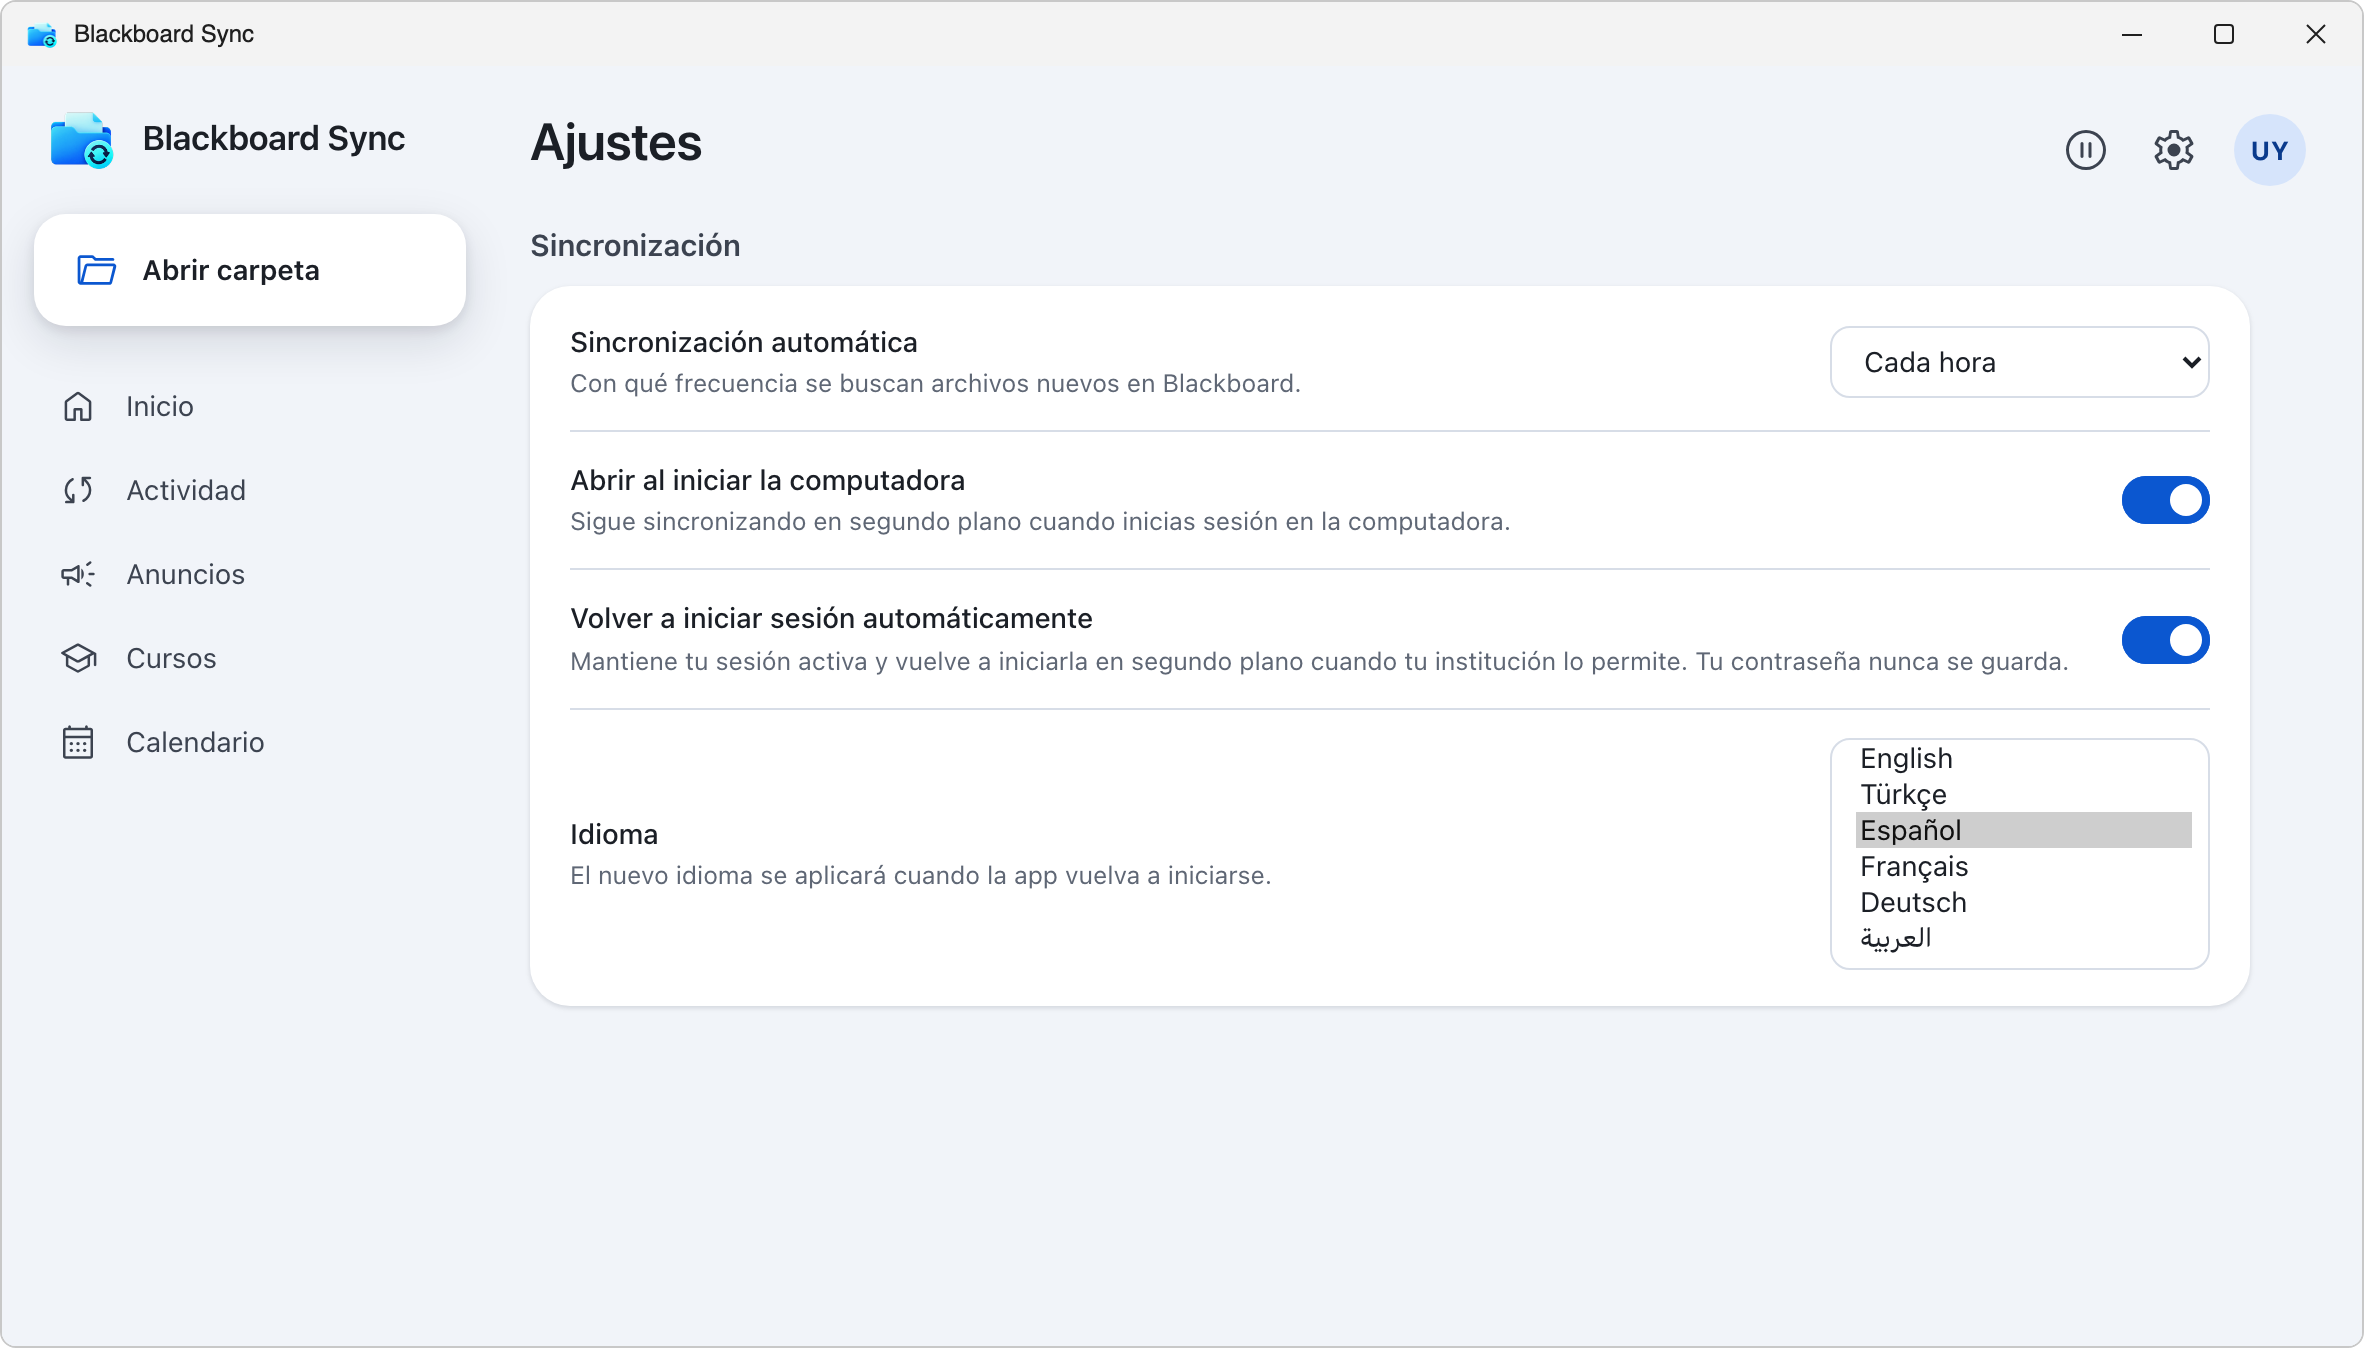 Blackboard Sync
Blackboard Sync
Abrir carpeta
Inicio
Actividad
Anuncios
Cursos
Calendario
Ajustes
UY
Sincronización
Sincronización automática
Con qué frecuencia se buscan archivos nuevos en Blackboard.
Cada hora
Abrir al iniciar la computadora
Sigue sincronizando en segundo plano cuando inicias sesión en la computadora.
Volver a iniciar sesión automáticamente
Mantiene tu sesión activa y vuelve a iniciarla en segundo plano cuando tu institución lo permite. Tu contraseña nunca se guarda.
Idioma
El nuevo idioma se aplicará cuando la app vuelva a iniciarse.
English
Türkçe
Español
Français
Deutsch
العربية